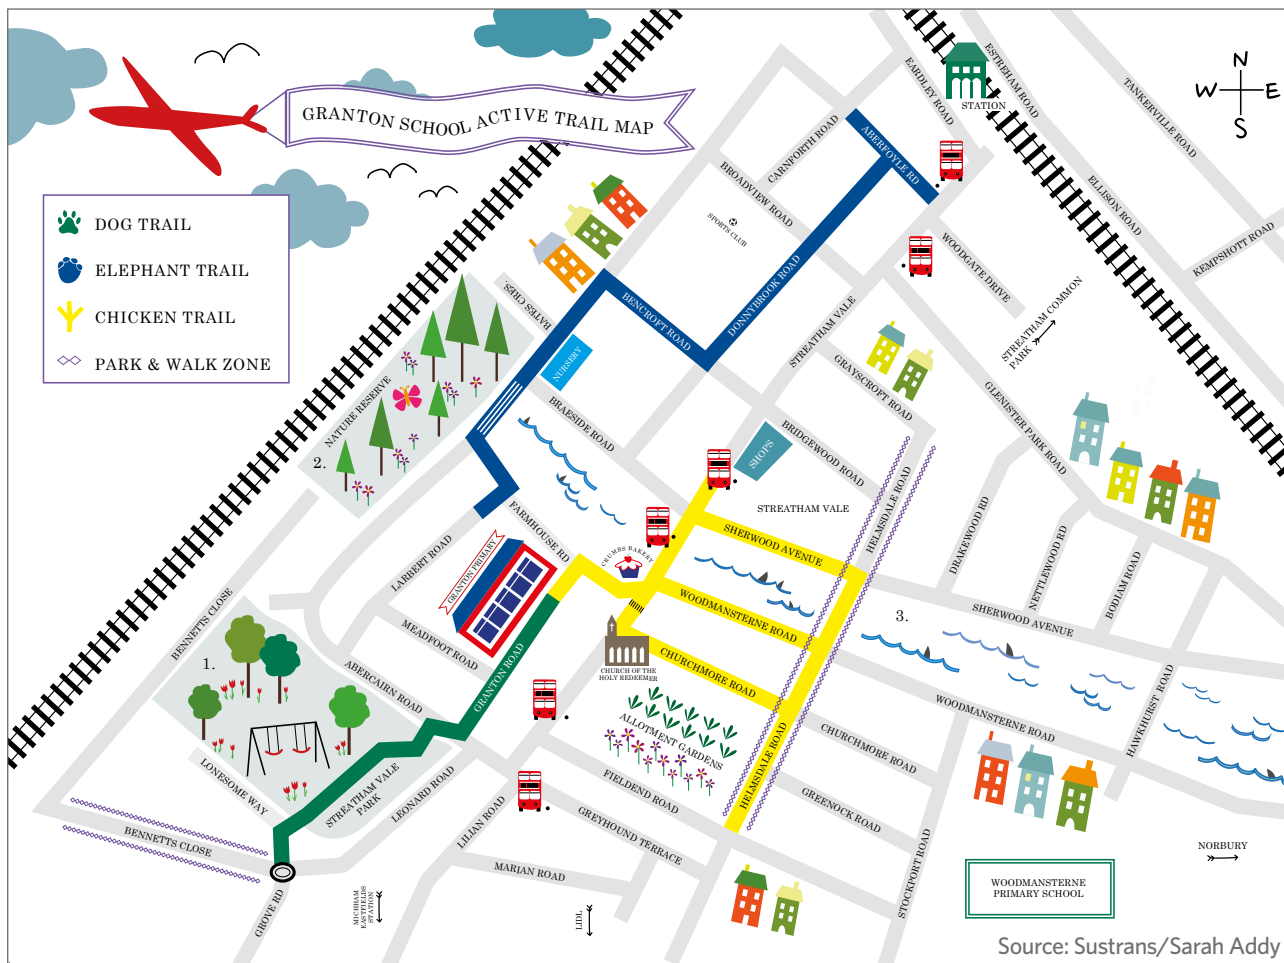 GRANTON SCHOOL ACTIVE TRAIL MAP
N
W
E
S
DOG TRAIL
ELEPHANT TRAIL
CHICKEN TRAIL
PARK & WALK ZONE
STATION
EARDLEY ROAD
ESTREHAM ROAD
TANKERVILLE ROAD
ELLISON ROAD
KEMPSHOTT ROAD
CARNFORTH ROAD
ABERFOYLE RD
BROADVIEW ROAD
SPORTS CLUB
WOODGATE DRIVE
STREATHAM COMMON
PARK
BATES CRES
BENCROFT ROAD
DONNYBROOK ROAD
STREATHAM VALE
GRAYSCROFT ROAD
GLENISTER PARK ROAD
NURSERY
NATURE RESERVE
2.
BRAESIDE ROAD
SHOPS
BRIDGEWOOD ROAD
HELMSDALE ROAD
STREATHAM VALE
SHERWOOD AVENUE
DRAKEWOOD RD
NETTLEWOOD RD
BODIAM ROAD
FARMHOUSE RD
LARBERT ROAD
GRANTON PRIMARY
CRUMBS BAKERY
WOODMANSTERNE ROAD
SHERWOOD AVENUE
3.
BENNETTS CLOSE
1.
MEADFOOT ROAD
ABERCAIRN ROAD
GRANTON ROAD
CHURCH OF THE
HOLY REDEEMER
CHURCHMORE ROAD
ALLOTMENT GARDENS
HELMSDALE ROAD
CHURCHMORE ROAD
WOODMANSTERNE ROAD
HAWKHURST ROAD
LONESOME WAY
STREATHAM VALE
PARK
LEONARD ROAD
LILIAN ROAD
FIELDEND ROAD
GREYHOUND TERRACE
GREENOCK ROAD
STOCKPORT ROAD
BENNETTS CLOSE
MARIAN ROAD
GROVE RD
MITCHAM
EASTFIELDS
STATION
LIDL
NORBURY
WOODMANSTERNE
PRIMARY SCHOOL
Source: Sustrans/Sarah Addy